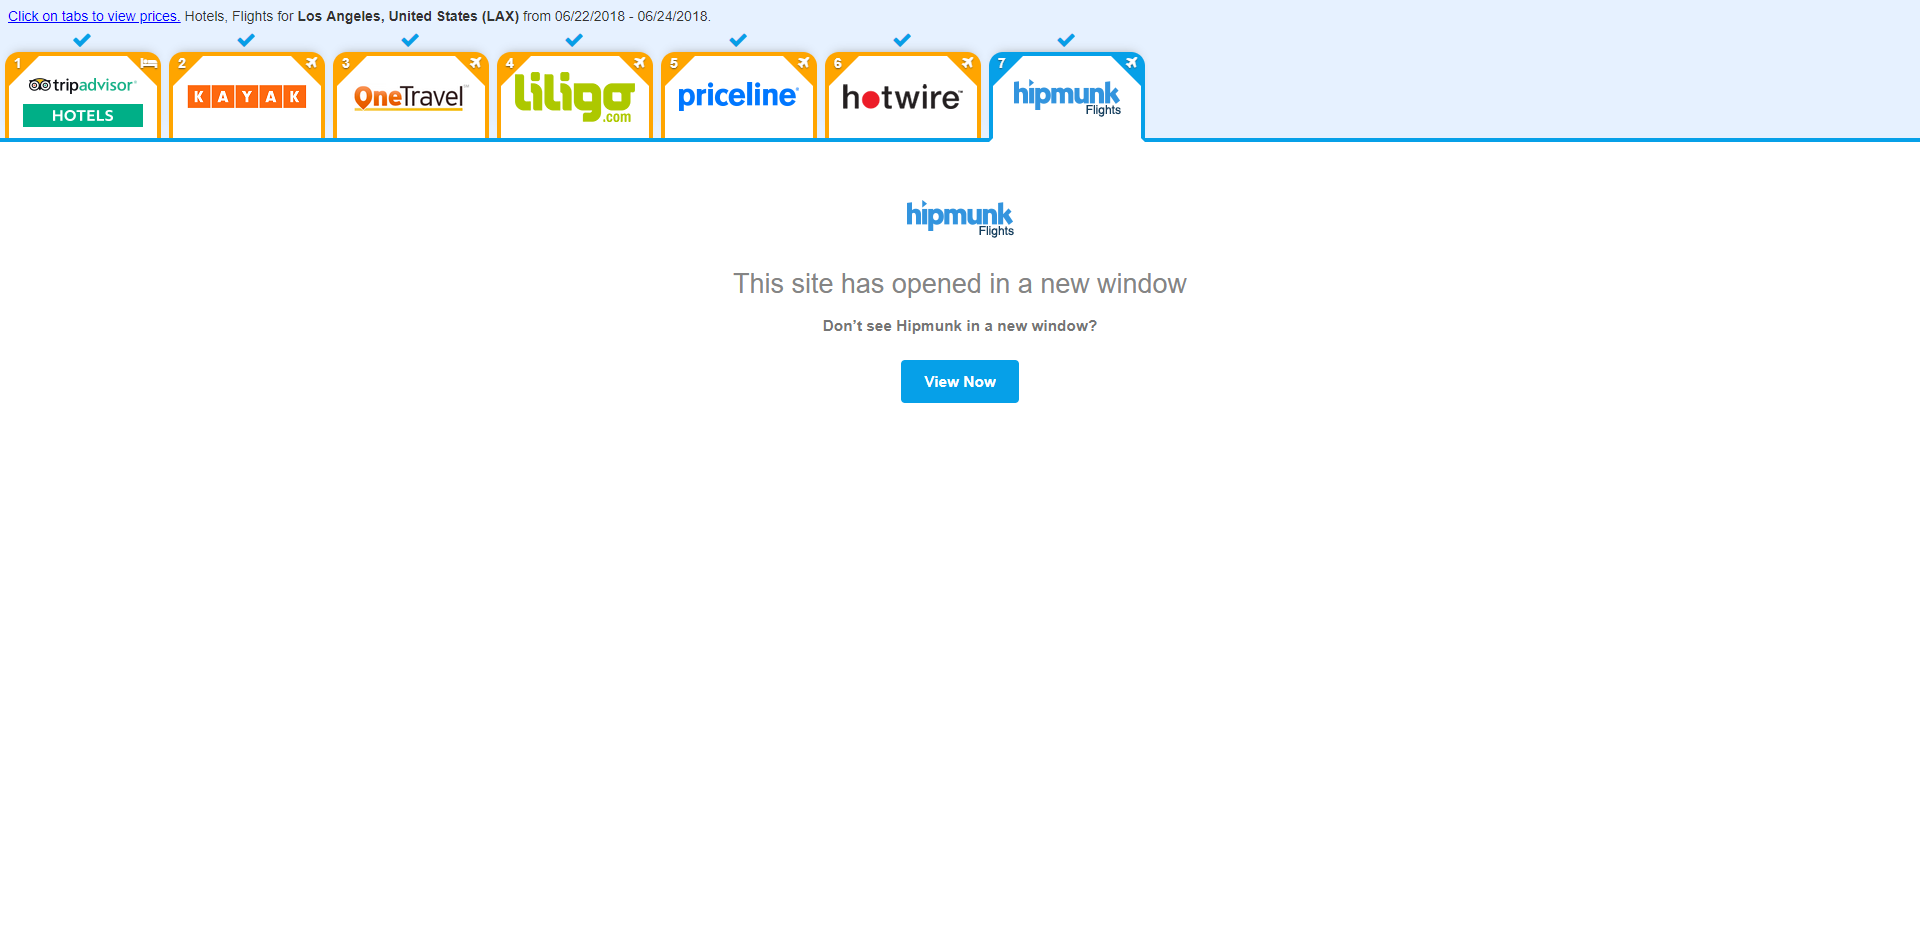 Click on tabs to view prices. Hotels, Flights for Los Angeles, United States (LAX) from 06/22/2018 - 06/24/2018.
1
tripadvisor
HOTELS
2
KAYAK
3
OneTravel
4
liligo
.com
5
priceline
6
hotwire™
7
hipmunk
Flights
hipmunk
Flights
This site has opened in a new window
Don’t see Hipmunk in a new window?
View Now